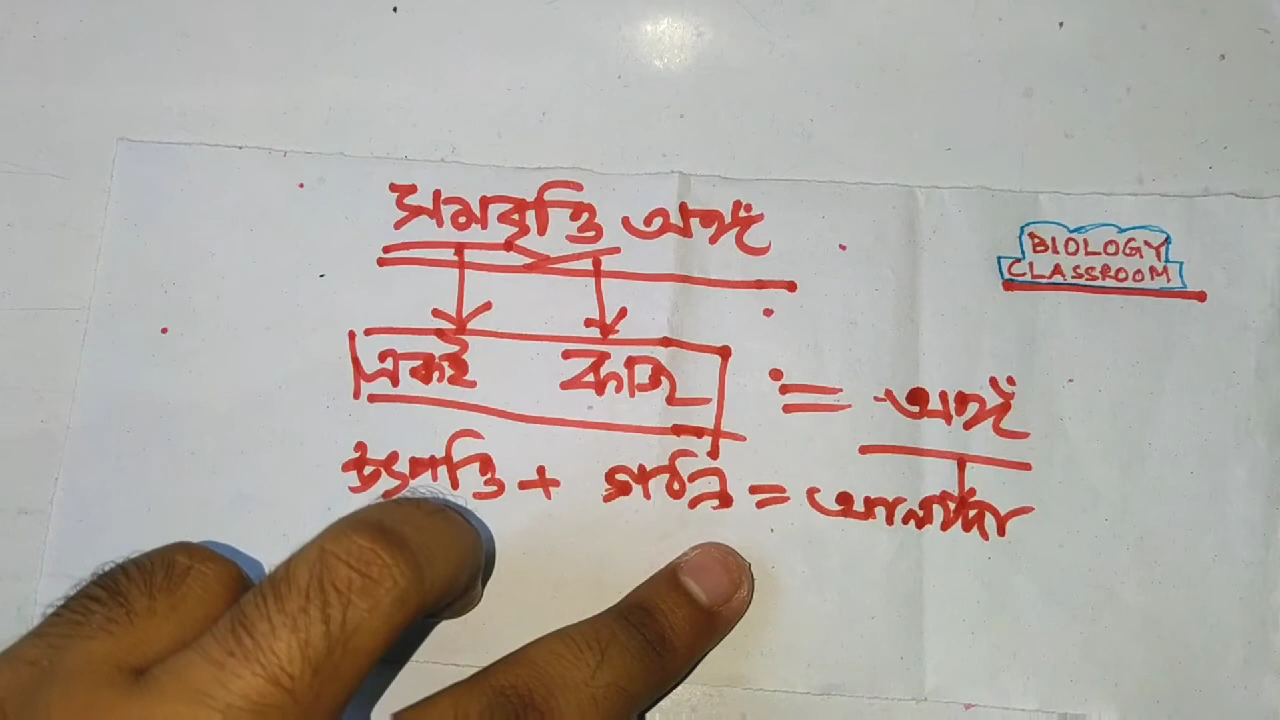 সমবৃত্তি অঙ্গ
BIOLOGY
CLASSROOM
একই কাজ = অঙ্গ
উৎপত্তি + গঠন = আলাদা